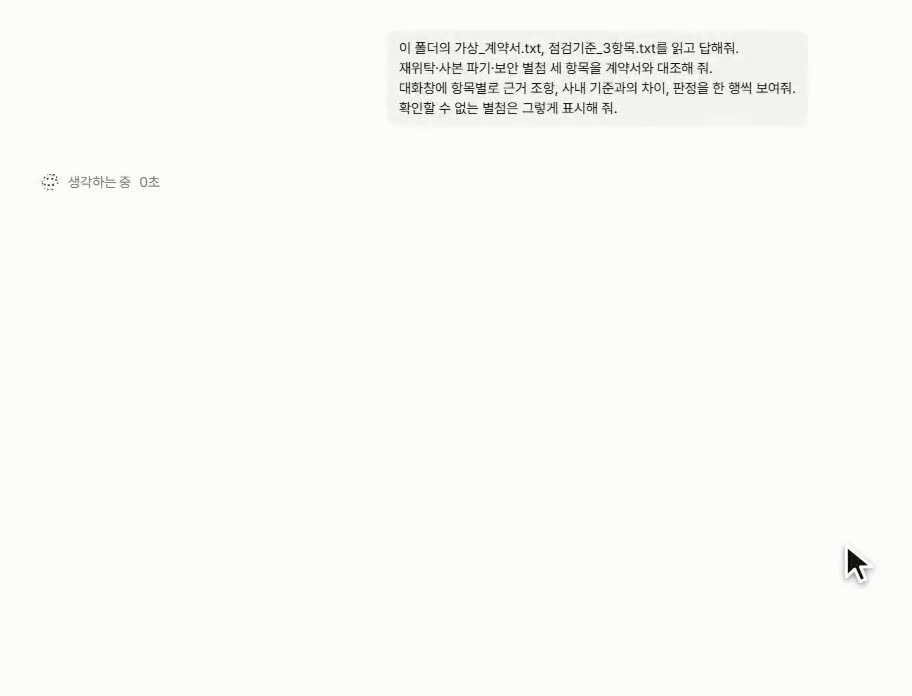 이 폴더의 가상_계약서.txt, 점검기준_3항목.txt를 읽고 답해줘.
재위탁·사본 파기·보안 별첨 세 항목을 계약서와 대조해 줘.
대화창에 항목별로 근거 조항, 사내 기준과의 차이, 판정을 한 행씩 보여줘.
확인할 수 없는 별첨은 그렇게 표시해 줘.
생각하는 중 0초